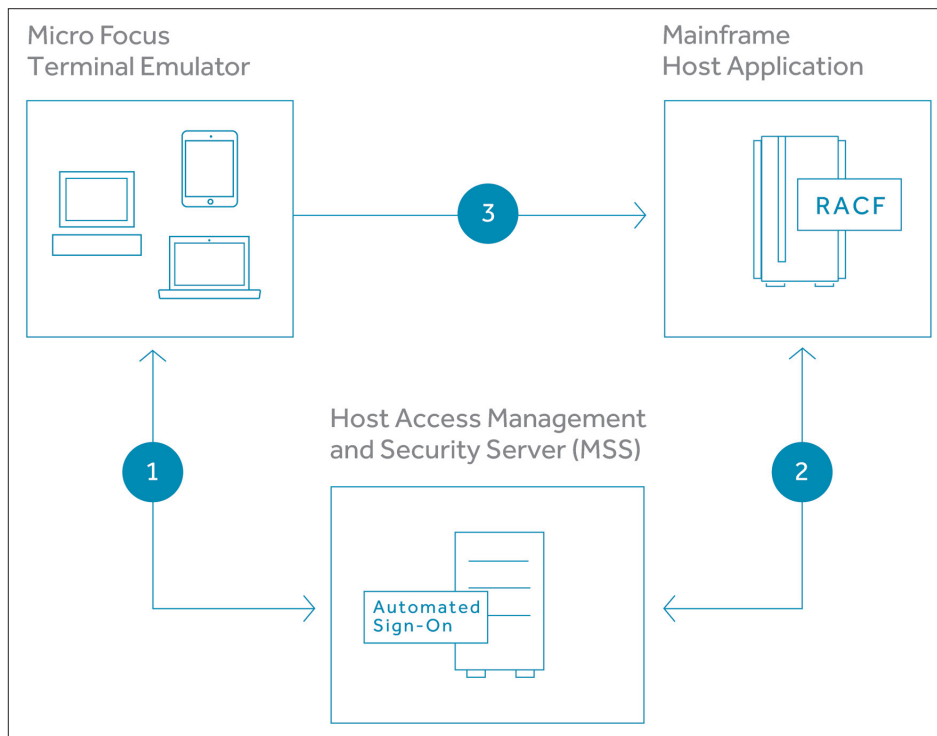 Micro Focus
Terminal Emulator
Mainframe
Host Application
3
RACF
Host Access Management
and Security Server (MSS)
1
2
Automated
Sign-On